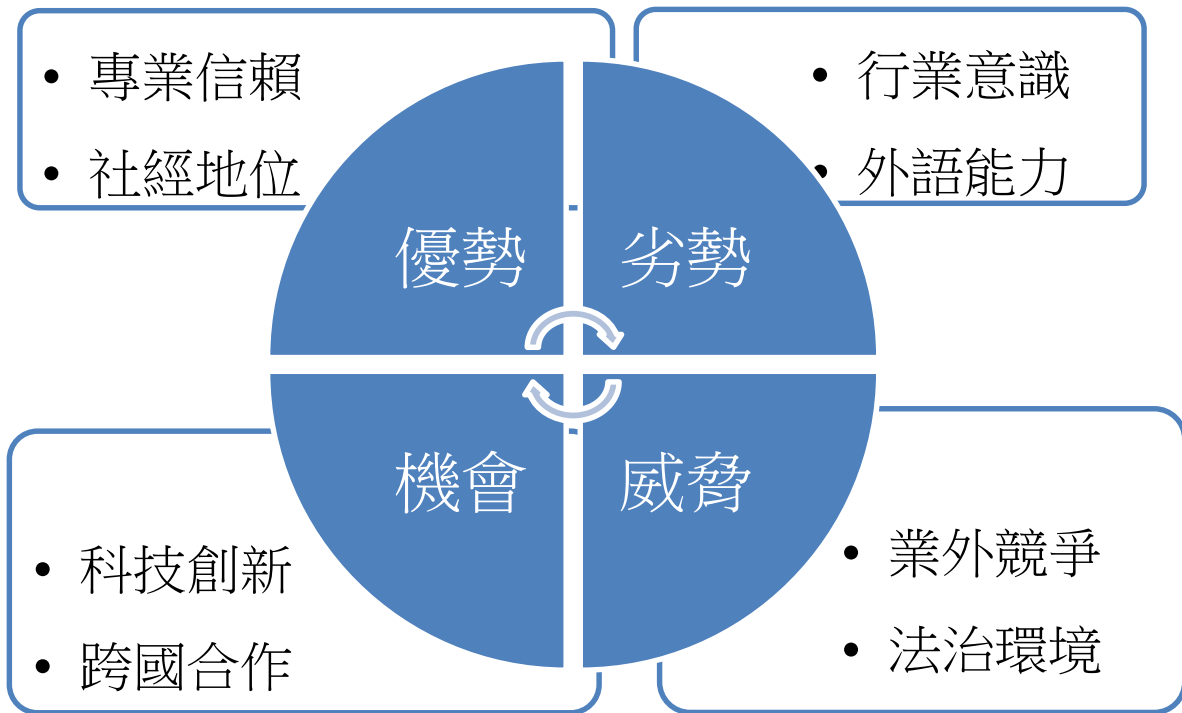 • 專業信賴
• 社經地位
• 行業意識
• 外語能力
優勢
劣勢
機會
威脅
• 科技創新
• 跨國合作
• 業外競爭
• 法治環境